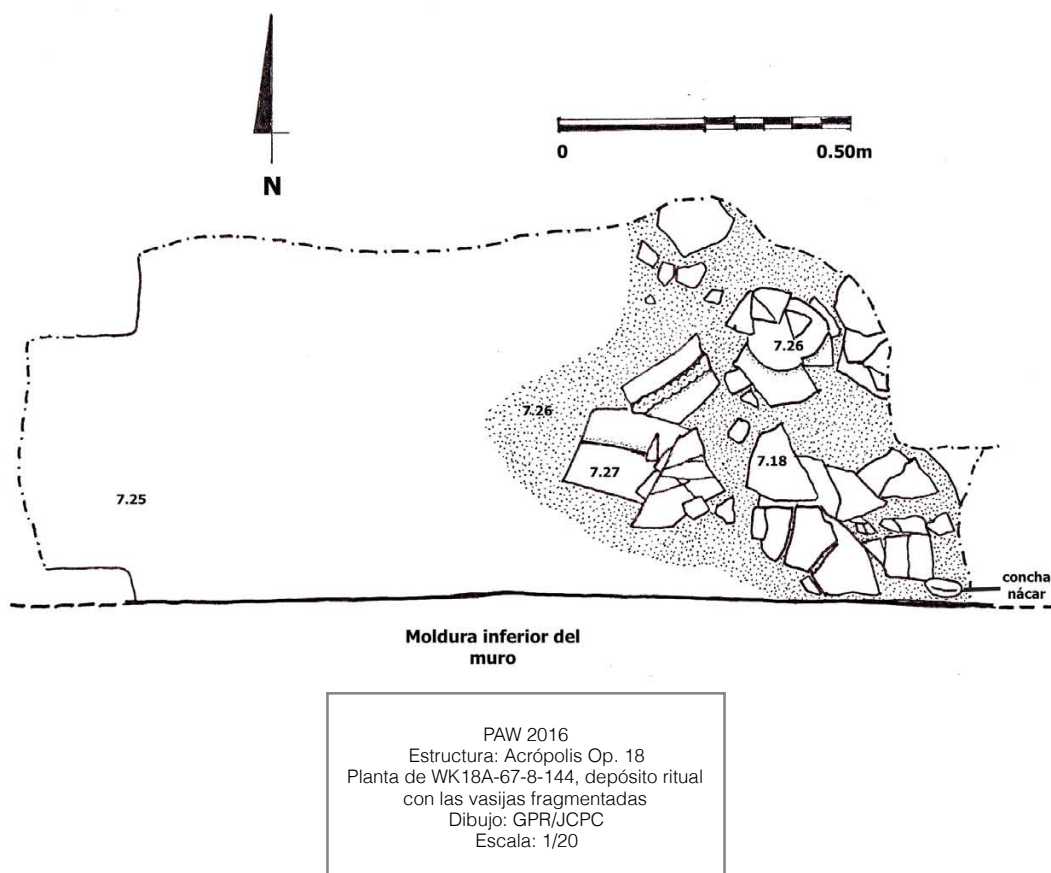 N
0 0.50m
7.26
7.26
7.18
7.27
7.25
concha
nácar
Moldura inferior del
muro
PAW 2016
Estructura: Acrópolis Op. 18
Planta de WK18A-67-8-144, depósito ritual
con las vasijas fragmentadas
Dibujo: GPR/JCPC
Escala: 1/20